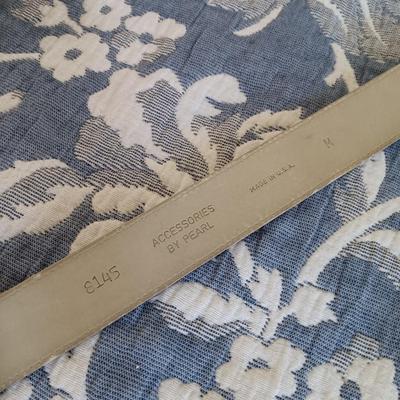 8145
ACCESSORIES
BY PEARL
MADE IN U.S.A.
M